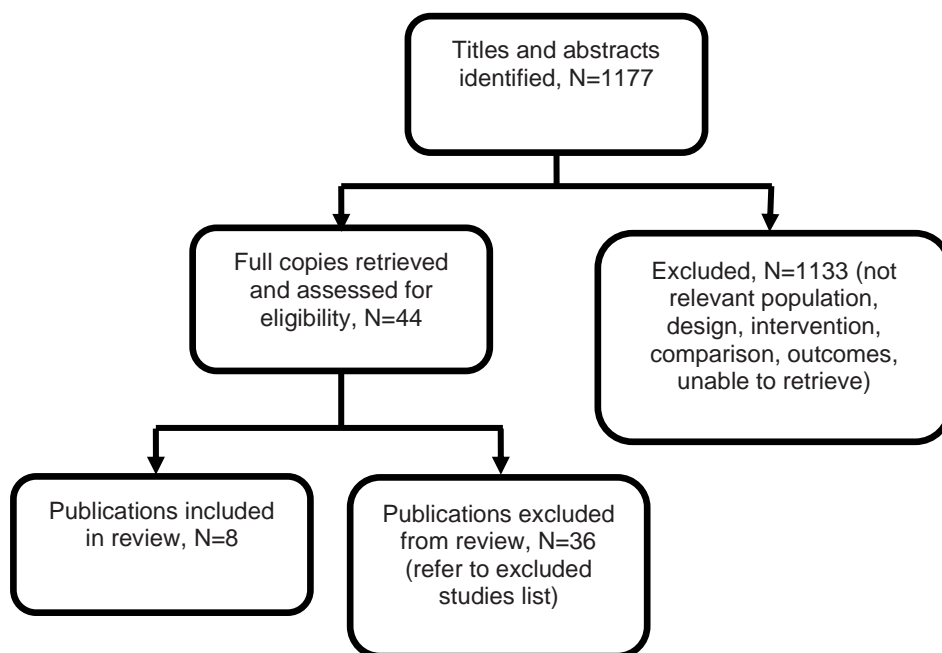 Titles and abstracts
identified, N=1177
Full copies retrieved
and assessed for
eligibility, N=44
Excluded, N=1133 (not
relevant population,
design, intervention,
comparison, outcomes,
unable to retrieve)
Publications included
in review, N=8
Publications excluded
from review, N=36
(refer to excluded
studies list)